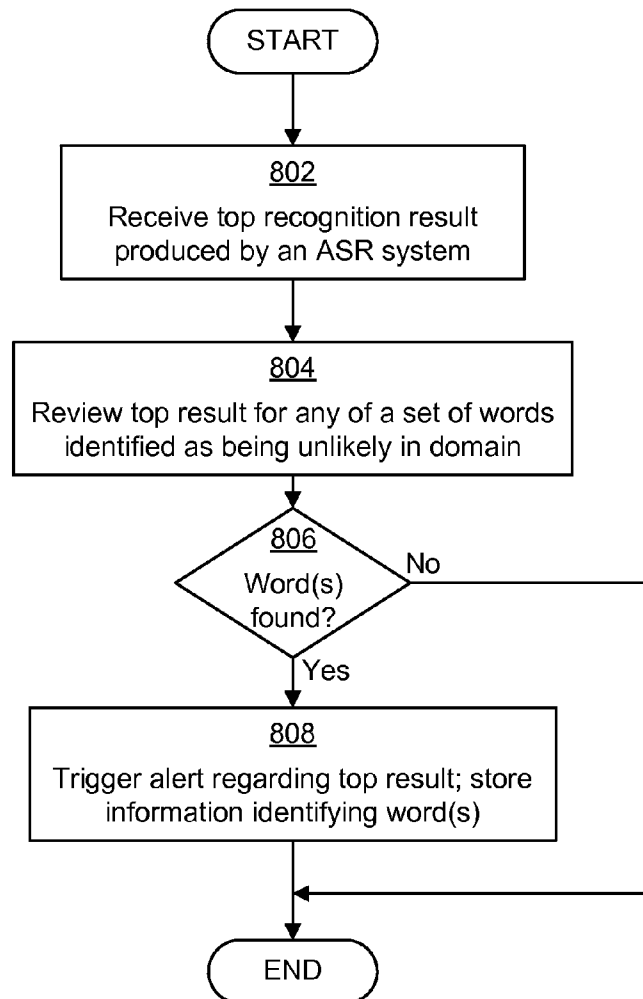 START
802
Receive top recognition result
produced by an ASR system
804
Review top result for any of a set of words
identified as being unlikely in domain
806
Word(s)
found?
No
Yes
808
Trigger alert regarding top result; store
information identifying word(s)
END